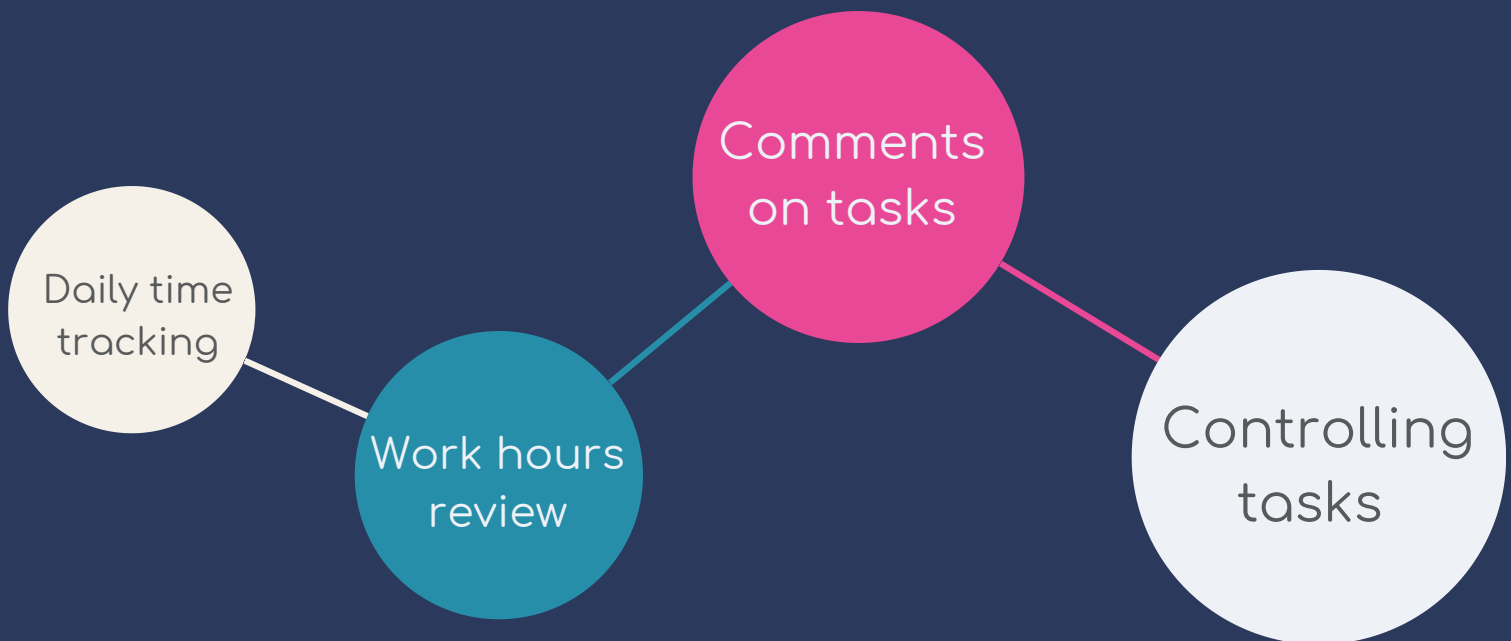 Daily time
tracking
Work hours
review
Comments
on tasks
Controlling
tasks